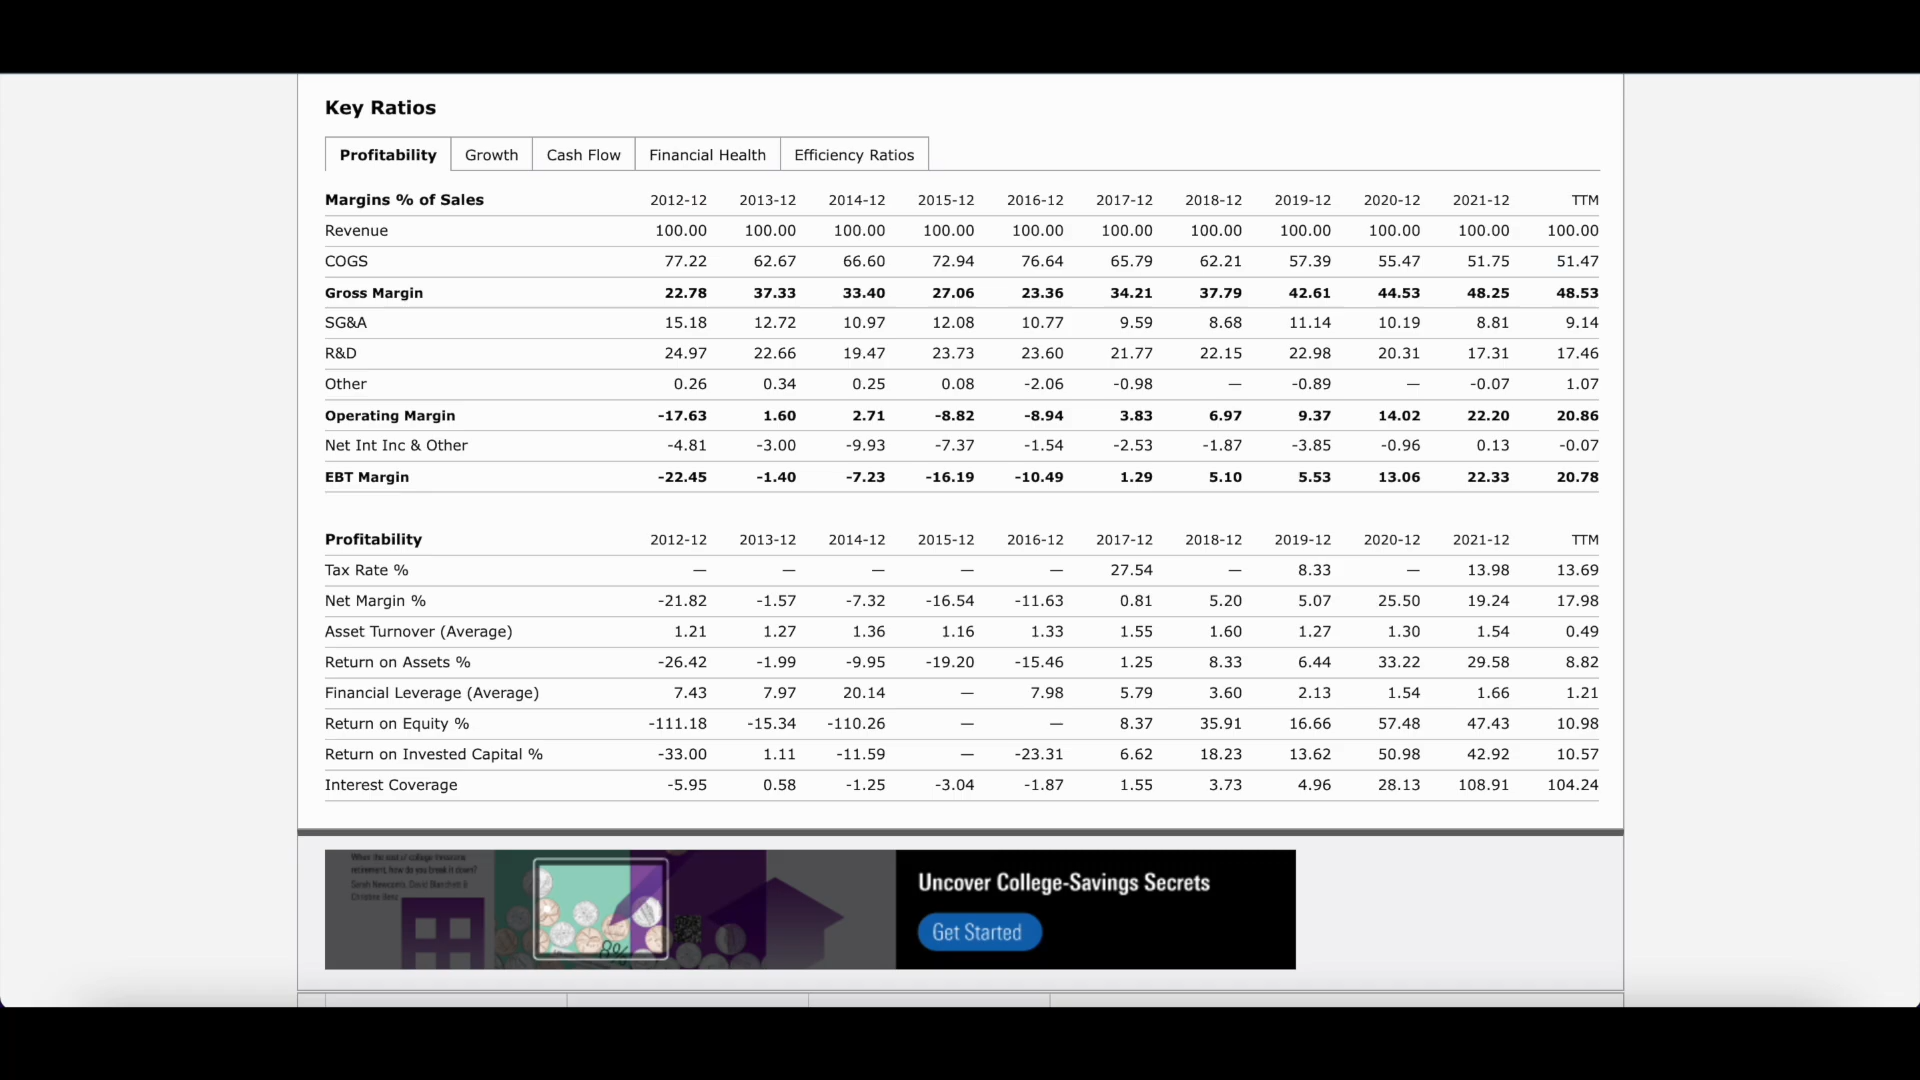 Key Ratios
Profitability Growth Cash Flow Financial Health Efficiency Ratios
Margins % of Sales 2012-12 2013-12 2014-12 2015-12 2016-12 2017-12 2018-12 2019-12 2020-12 2021-12 TTM
Revenue 100.00 100.00 100.00 100.00 100.00 100.00 100.00 100.00 100.00 100.00 100.00
COGS 77.22 62.67 66.60 72.94 76.64 65.79 62.21 57.39 55.47 51.75 51.47
Gross Margin 22.78 37.33 33.40 27.06 23.36 34.21 37.79 42.61 44.53 48.25 48.53
SG&A 15.18 12.72 10.97 12.08 10.77 9.59 8.68 11.14 10.19 8.81 9.14
R&D 24.97 22.66 19.47 23.73 23.60 21.77 22.15 22.98 20.31 17.31 17.46
Other 0.26 0.34 0.25 0.08 -2.06 -0.98 — -0.89 — -0.07 1.07
Operating Margin -17.63 1.60 2.71 -8.82 -8.94 3.83 6.97 9.37 14.02 22.20 20.86
Net Int Inc & Other -4.81 -3.00 -9.93 -7.37 -1.54 -2.53 -1.87 -3.85 -0.96 0.13 -0.07
EBT Margin -22.45 -1.40 -7.23 -16.19 -10.49 1.29 5.10 5.53 13.06 22.33 20.78
Profitability 2012-12 2013-12 2014-12 2015-12 2016-12 2017-12 2018-12 2019-12 2020-12 2021-12 TTM
Tax Rate % — — — — — 27.54 — 8.33 — 13.98 13.69
Net Margin % -21.82 -1.57 -7.32 -16.54 -11.63 0.81 5.20 5.07 25.50 19.24 17.98
Asset Turnover (Average) 1.21 1.27 1.36 1.16 1.33 1.55 1.60 1.27 1.30 1.54 0.49
Return on Assets % -26.42 -1.99 -9.95 -19.20 -15.46 1.25 8.33 6.44 33.22 29.58 8.82
Financial Leverage (Average) 7.43 7.97 20.14 — 7.98 5.79 3.60 2.13 1.54 1.66 1.21
Return on Equity % -111.18 -15.34 -110.26 — — 8.37 35.91 16.66 57.48 47.43 10.98
Return on Invested Capital % -33.00 1.11 -11.59 — -23.31 6.62 18.23 13.62 50.98 42.92 10.57
Interest Coverage -5.95 0.58 -1.25 -3.04 -1.87 1.55 3.73 4.96 28.13 108.91 104.24
When the cost of college threatens
retirement, how do you break it down?
Sarah Newcomb, David Blanchett &
Christine Benz
8%
Uncover College-Savings Secrets
Get Started